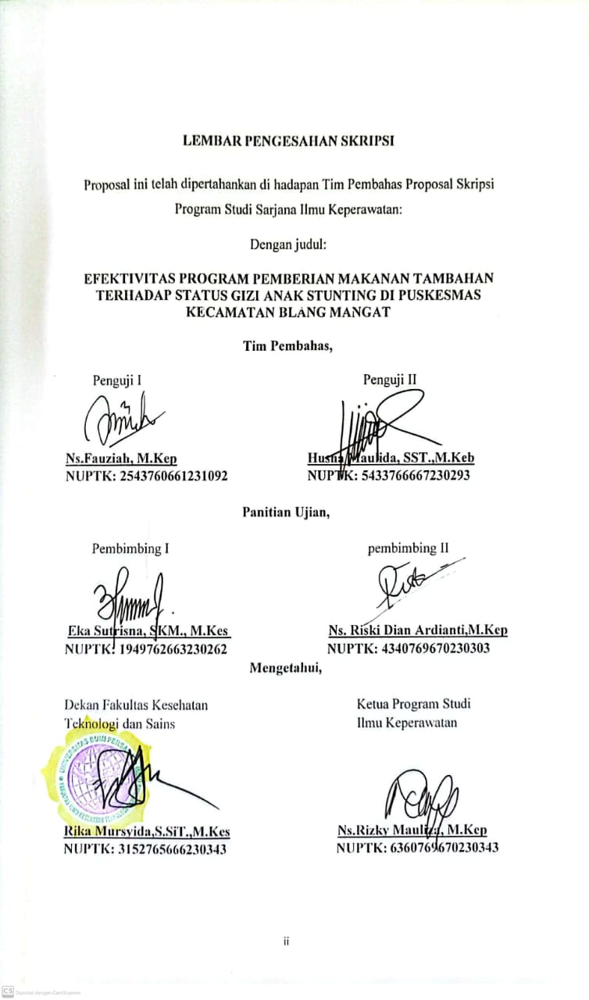 LEMBAR PENGESAHAN SKRIPSI
Proposal ini telah dipertahankan di hadapan Tim Pembahas Proposal Skripsi
Program Studi Sarjana Ilmu Keperawatan:
Dengan judul:
EFEKTIVITAS PROGRAM PEMBERIAN MAKANAN TAMBAHAN
TERHADAP STATUS GIZI ANAK STUNTING DI PUSKESMAS
KECAMATAN BLANG MANGAT
Tim Pembahas,
Penguji I
Penguji II
Ns.Fauziah, M.Kep
Husna Maulida, SST.,M.Keb
NUPTK: 2543760661231092
NUPTK: 5433766667230293
Panitian Ujian,
Pembimbing I
pembimbing II
Eka Sutrisna, SKM., M.Kes
Ns. Riski Dian Ardianti,M.Kep
NUPTK: 1949762663230262
NUPTK: 4340769670230303
Mengetahui,
Dekan Fakultas Kesehatan
Ketua Program Studi
Teknologi dan Sains
Ilmu Keperawatan
UNIVERSITAS BUMI
Rika Mursyida,S.SiT.,M.Kes
Ns.Rizky Mauliza, M.Kep
NUPTK: 3152765666230343
NUPTK: 6360769670230343
ii
CS Dipindai dengan CamScanner